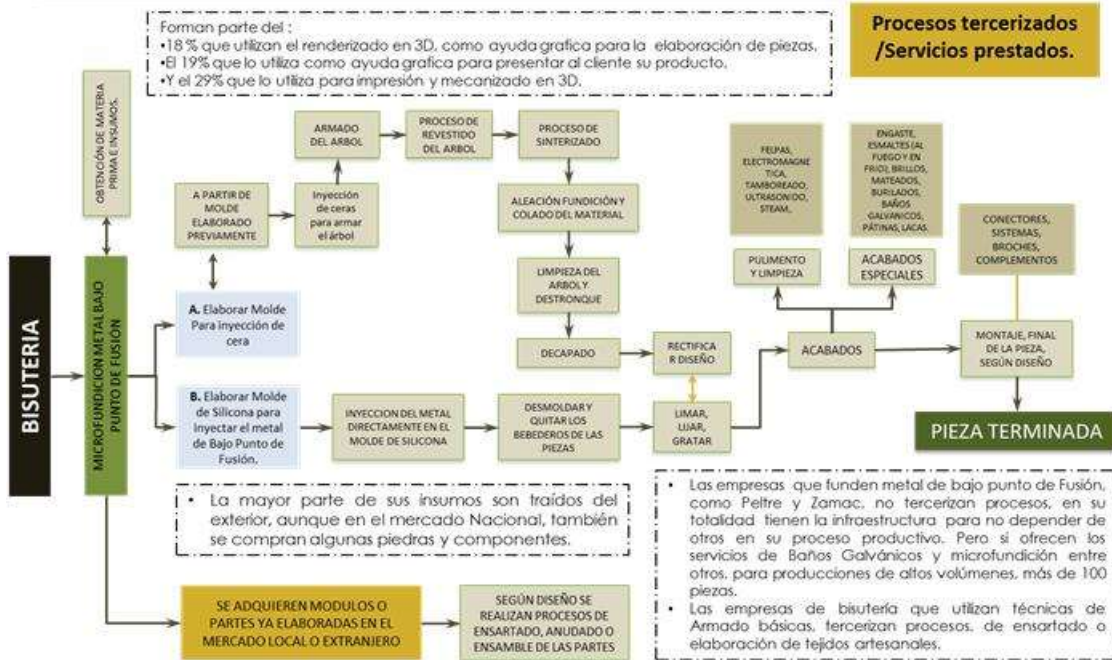 Forman parte del :
•18 % que utilizan el renderizado en 3D, como ayuda grafica para la elaboración de piezas.
•El 19% que lo utiliza como ayuda grafica para presentar al cliente su producto.
•Y el 29% que lo utiliza para impresión y mecanizado en 3D.
Procesos tercerizados
/Servicios prestados.
OBTENCIÓN DE MATERIA
PRIMA E INSUMOS.
ARMADO
DEL ARBOL
PROCESO DE
REVESTIDO
DEL ARBOL
PROCESO DE
SINTERIZADO
A PARTIR DE
MOLDE
ELABORADO
PREVIAMENTE
Inyección
de ceras
para armar
el árbol
ALEACIÓN FUNDICIÓN Y
COLADO DEL MATERIAL
FELPAS,
ELECTROMAGNE
TICA,
TAMBOREADO,
ULTRASONIDO,
STEAM,
ENGASTE,
ESMALTES (AL
FUEGO Y EN
FRIO), BRILLOS,
MATEADOS,
BURILADOS,
BAÑOS
GALVÁNICOS,
PÁTINAS, LACAS
CONECTORES,
SISTEMAS,
BROCHES,
COMPLEMENTOS
LIMPIEZA DEL
ARBOL Y
DESTRONQUE
PULIMENTO
Y LIMPIEZA
ACABADOS
ESPECIALES
BISUTERIA
MICROFUNDICION METAL BAJO
PUNTO DE FUSIÓN
A. Elaborar Molde
Para inyección de
cera
DECAPADO
RECTIFICA
R DISEÑO
ACABADOS
MONTAJE, FINAL
DE LA PIEZA,
SEGÚN DISEÑO
B. Elaborar Molde
de Silicona para
Inyectar el metal
de Bajo Punto de
Fusión.
INYECCION DEL METAL
DIRECTAMENTE EN EL
MOLDE DE SILICONA
DESMOLDAR Y
QUITAR LOS
BEBEDEROS DE LAS
PIEZAS
LIMAR,
LIJAR,
GRATAR
PIEZA TERMINADA
• La mayor parte de sus insumos son traídos del
exterior, aunque en el mercado Nacional, también
se compran algunas piedras y componentes.
• Las empresas que funden metal de bajo punto de Fusión,
como Peltre y Zamac, no tercerizan procesos, en su
totalidad tienen la infraestructura para no depender de
otros en su proceso productivo. Pero si ofrecen los
servicios de Baños Galvánicos y microfundición entre
otros, para producciones de altos volúmenes, más de 100
piezas.
• Las empresas de bisutería que utilizan técnicas de
Armado básicas, tercerizan procesos, de ensartado o
elaboración de tejidos artesanales.
SE ADQUIEREN MODULOS O
PARTES YA ELABORADAS EN EL
MERCADO LOCAL O EXTRANJERO
SEGÚN DISEÑO SE
REALIZAN PROCESOS DE
ENSARTADO, ANUDADO O
ENSAMBLE DE LAS PARTES